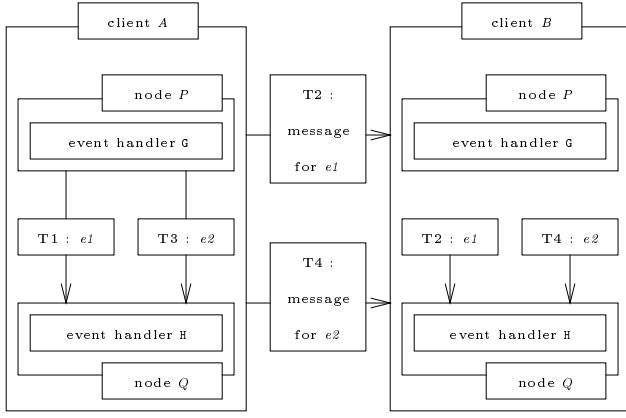 client A
client B
node P
event handler G
T2 :
message
for e1
node P
event handler G
T1 : e1
T3 : e2
T2 : e1
T4 : e2
T4 :
message
for e2
event handler H
node Q
event handler H
node Q